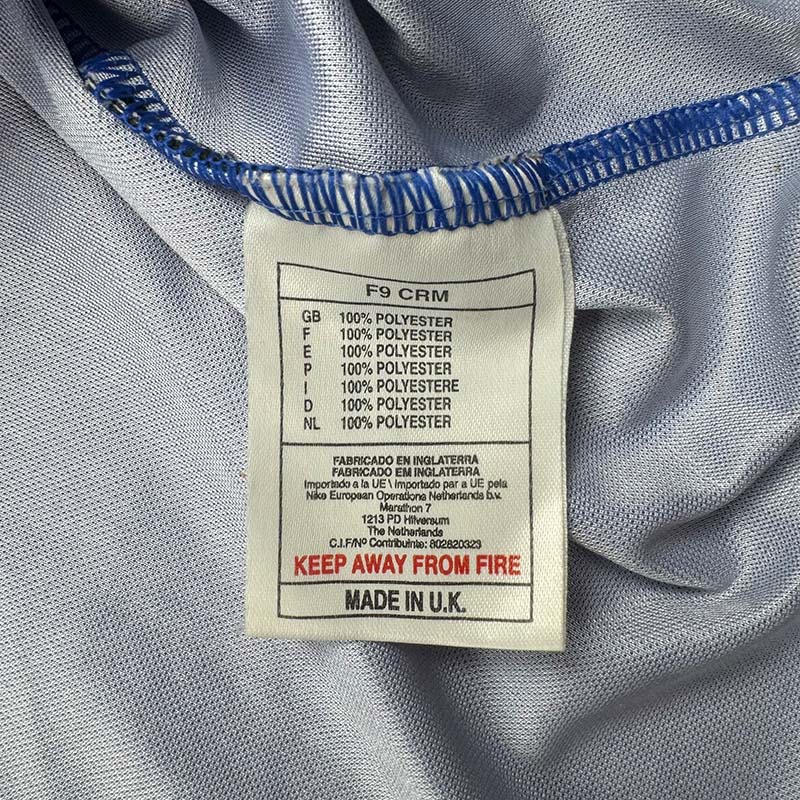 F9 CRM
GB 100% POLYESTER
F 100% POLYESTER
E 100% POLYESTER
P 100% POLYESTER
I 100% POLYESTERE
D 100% POLYESTER
NL 100% POLYESTER
FABRICADO EN INGLATERRA
FABRICADO EM INGLATERRA
Importado a la UE \ Importado par a UE pela
Nike European Operations Netherlands b.v.
Marathon 7
1213 PD Hilversum
The Netherlands
C.I.F/Nº Contribuinte: 802820323
KEEP AWAY FROM FIRE
MADE IN U.K.